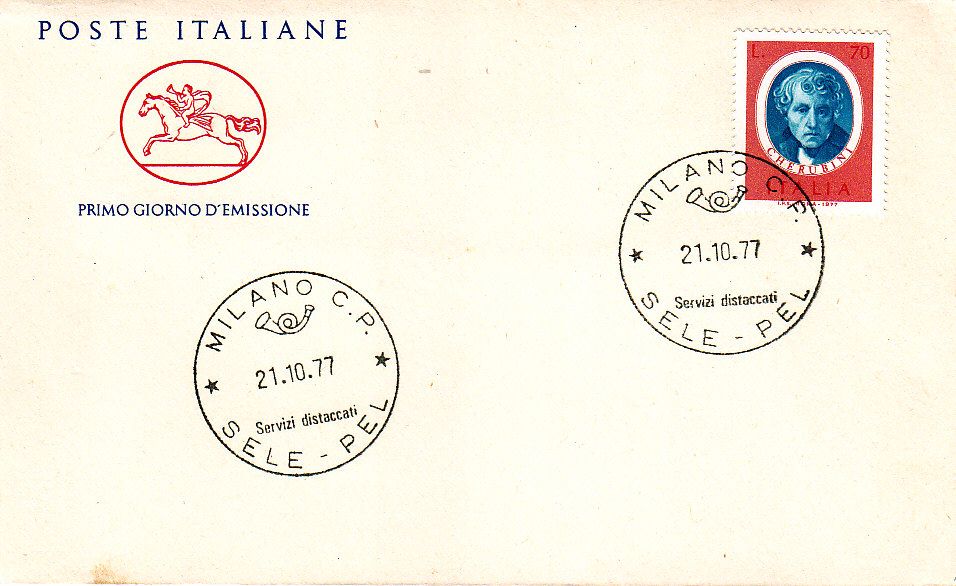 POSTE ITALIANE
PRIMO GIORNO D'EMISSIONE
L. 70
CHERUBINI
ITALIA
1977
MILANO C.P.
21.10.77
Servizi distaccati
SELE - PEL
MILANO C.P.
21.10.77
Servizi distaccati
SELE - PEL